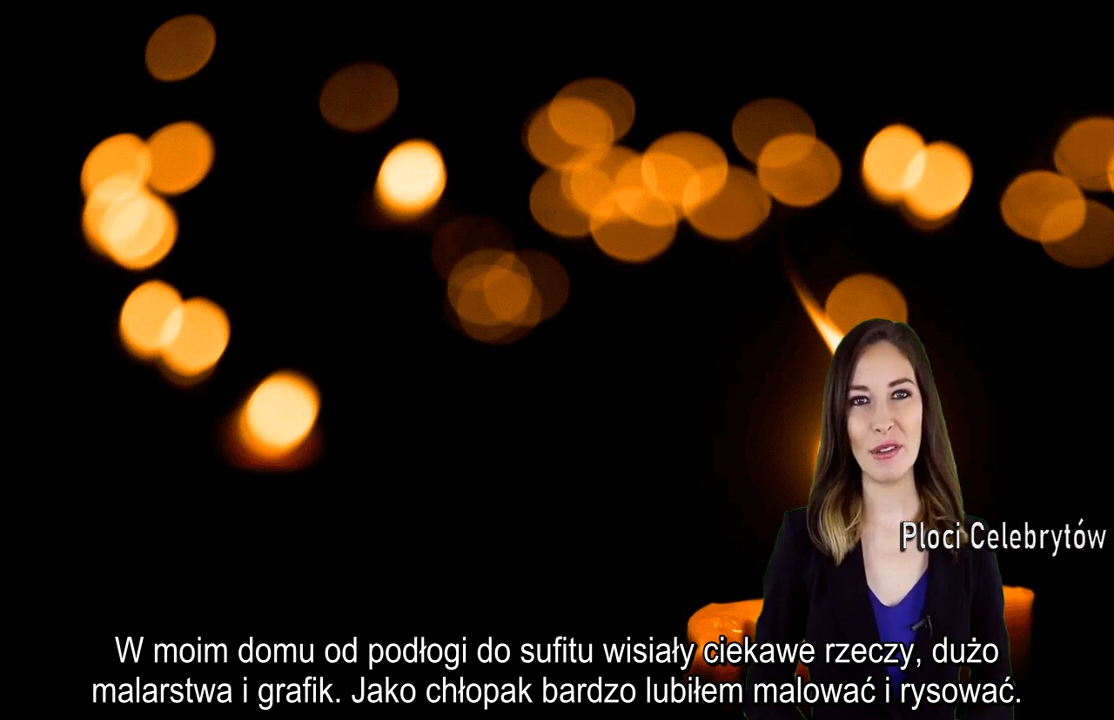 Ploci Celebrytów
W moim domu od podłogi do sufitu wisiały ciekawe rzeczy, dużo
malarstwa i grafik. Jako chłopak bardzo lubiłem malować i rysować.